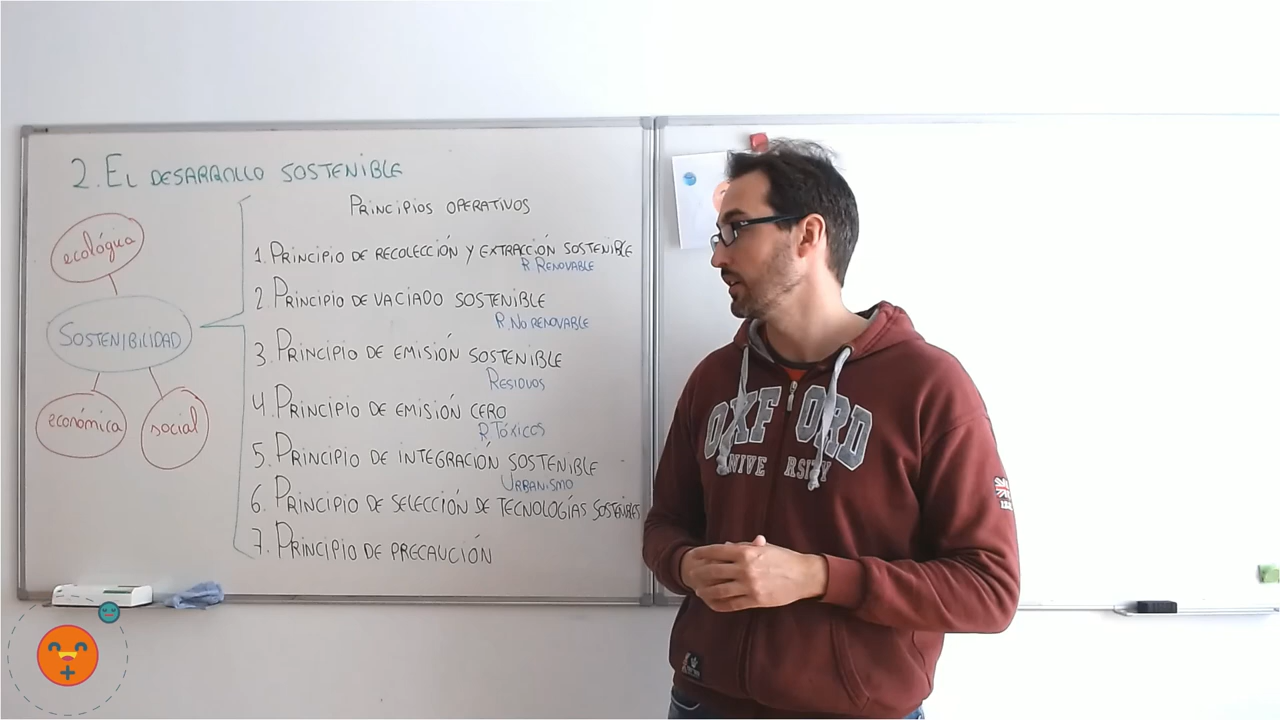 2. El desarrollo sostenible
ecológica
Sostenibilidad
económica
social
Principios operativos
1. Principio de recolección y extracción sostenible
R. Renovable
2. Principio de vaciado sostenible
R. No renovable
3. Principio de emisión sostenible
Residuos
4. Principio de emisión cero
R. Tóxicos
5. Principio de integración sostenible
Urbanismo
6. Principio de selección de tecnologías sostenibles
7. Principio de precaución
OXFORD
UNIVERSITY